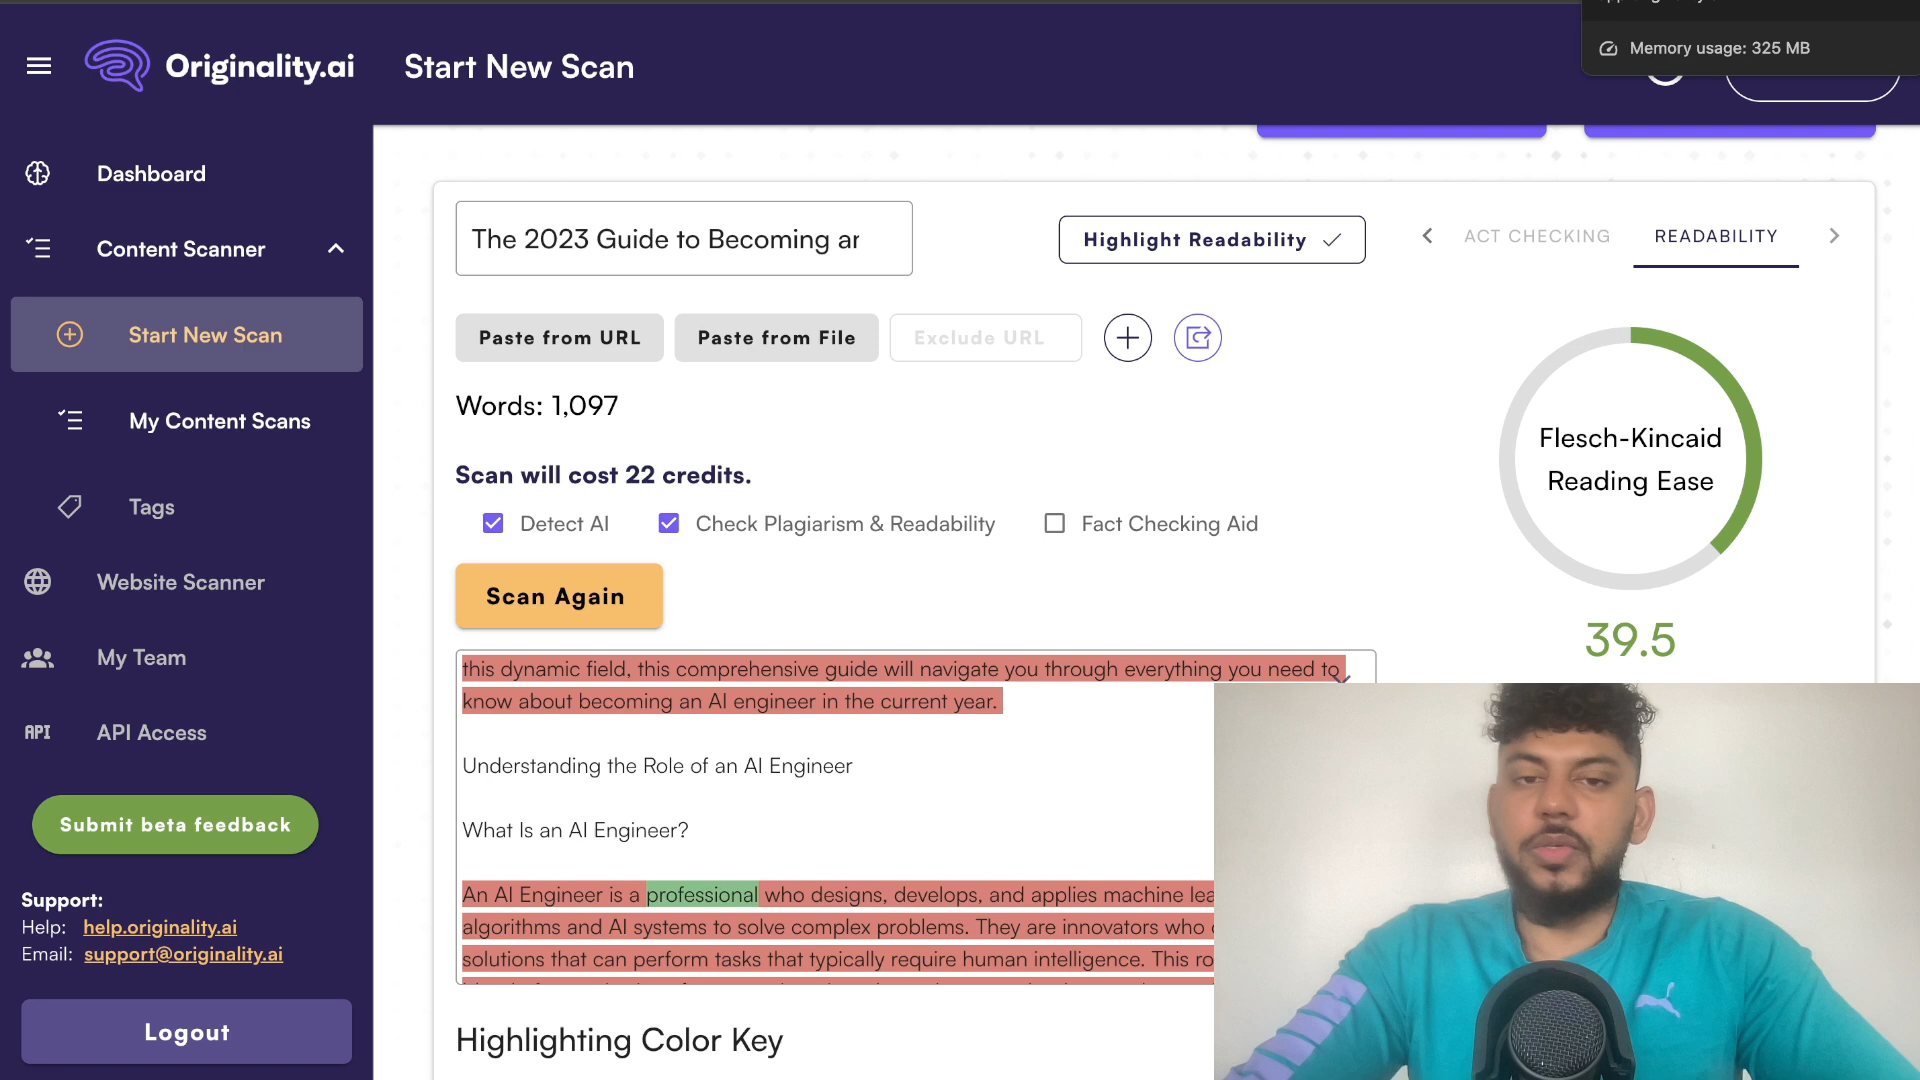 Memory usage: 325 MB
Originality.ai
Start New Scan
Dashboard
Content Scanner
Start New Scan
My Content Scans
Tags
Website Scanner
My Team
API
API Access
Submit beta feedback
Support:
Help: help.originality.ai
Email: support@originality.ai
Logout
The 2023 Guide to Becoming ar
Highlight Readability
ACT CHECKING
READABILITY
Paste from URL
Paste from File
Exclude URL
Words: 1,097
Scan will cost 22 credits.
Detect AI
Check Plagiarism & Readability
Fact Checking Aid
Scan Again
Flesch-Kincaid
Reading Ease
39.5
this dynamic field, this comprehensive guide will navigate you through everything you need to
know about becoming an AI engineer in the current year.
Understanding the Role of an AI Engineer
What Is an AI Engineer?
An AI Engineer is a professional who designs, develops, and applies machine lea
algorithms and AI systems to solve complex problems. They are innovators who
solutions that can perform tasks that typically require human intelligence. This ro
Highlighting Color Key